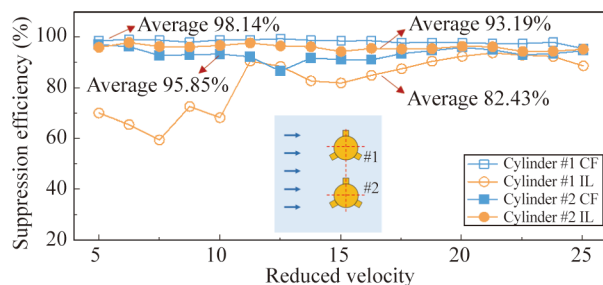 Suppression efficiency (%)
100
80
60
40
20
Average 98.14%
Average 93.19%
Average 95.85%
Average 82.43%
#1
#2
Cylinder #1 CF
Cylinder #1 IL
Cylinder #2 CF
Cylinder #2 IL
5
10
15
20
25
Reduced velocity